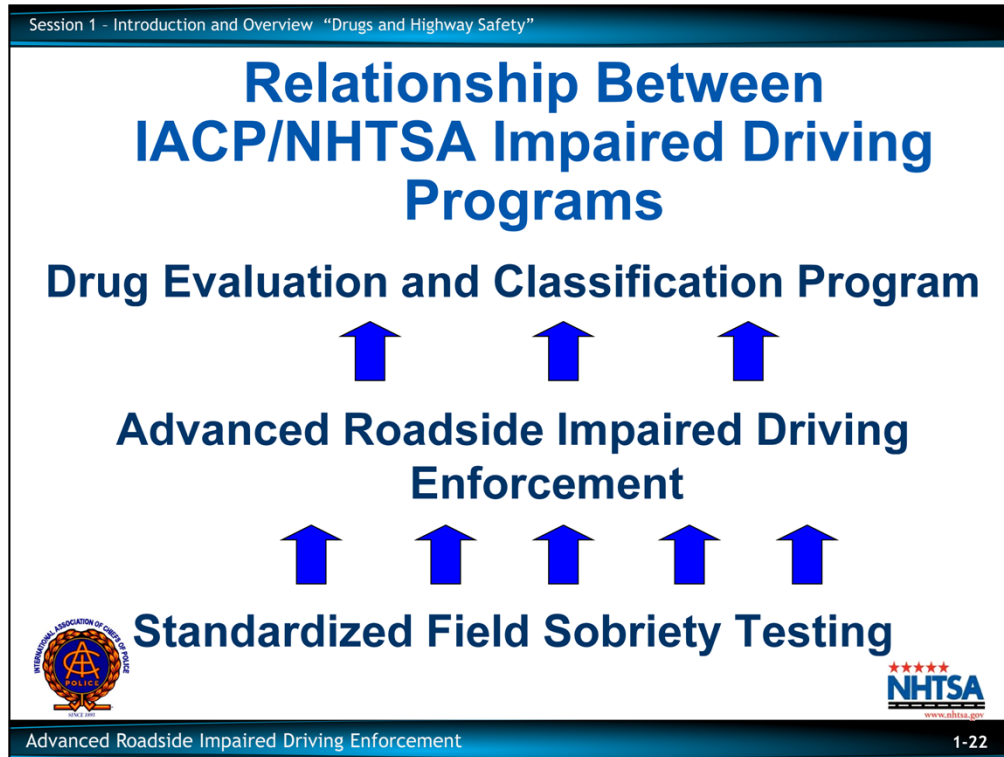 Session 1 - Introduction and Overview “Drugs and Highway Safety”
Relationship Between
IACP/NHTSA Impaired Driving
Programs
Drug Evaluation and Classification Program
Advanced Roadside Impaired Driving
Enforcement
Standardized Field Sobriety Testing
INTERNATIONAL ASSOCIATION OF CHIEFS OF POLICE
POLICE
SINCE 1893
NHTSA
www.nhtsa.gov
Advanced Roadside Impaired Driving Enforcement
1-22